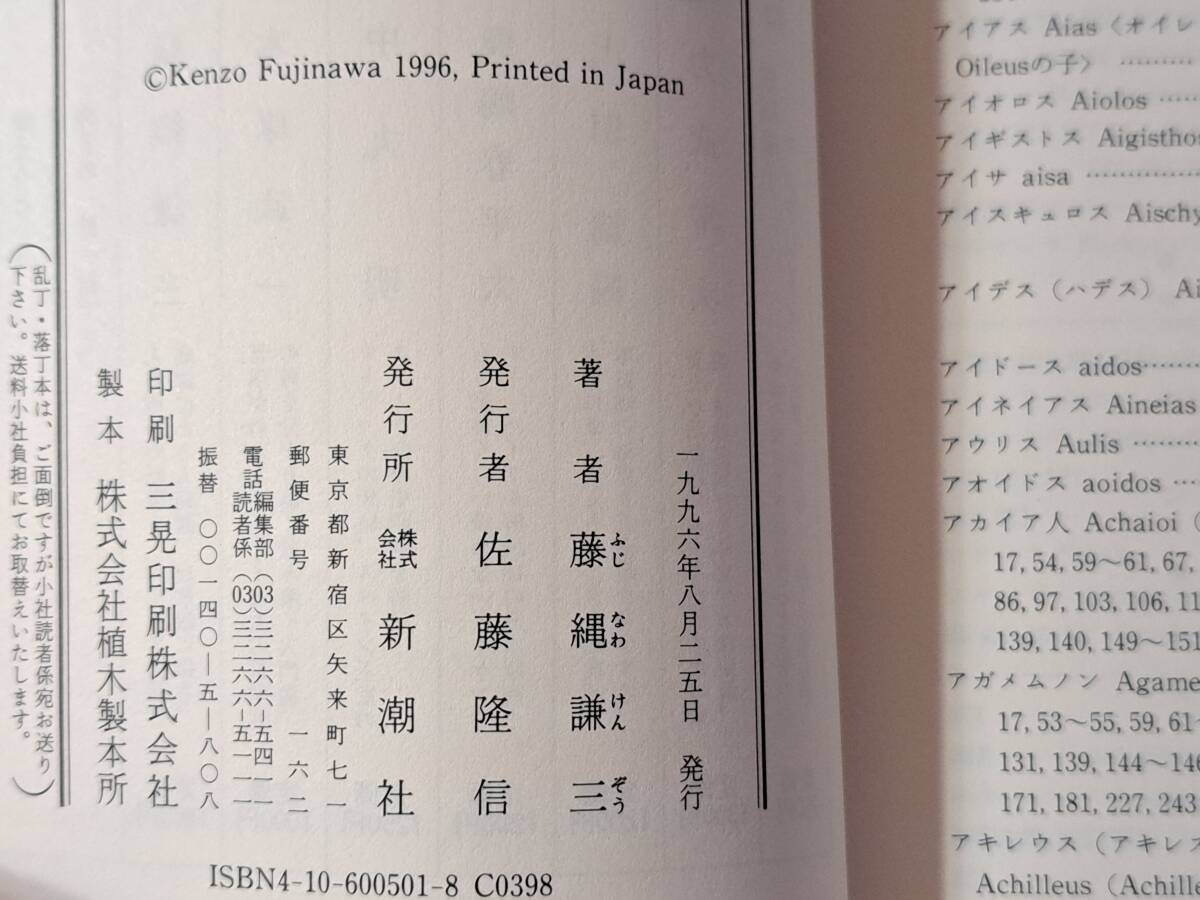 ©Kenzo Fujinawa 1996, Printed in Japan
一九九六年八月二五日　発行
著者　藤縄謙三
ふじ　なわ　けん　ぞう
発行者　佐藤隆信
発行所　株式会社　新潮社
東京都新宿区矢来町七一
郵便番号　一六二
電話　編集部（03）三二六六―五四一一
読者係（03）三二六六―五一一一
振替　〇〇一四〇―五―八〇八
印刷　三晃印刷株式会社
製本　株式会社植木製本所
（乱丁・落丁本は、ご面倒ですが小社読者係宛お送り
下さい。送料小社負担にてお取替えいたします。）
ISBN4-10-600501-8 C0398
アイアス Aias〈オイレ
Oileusの子〉 ………
アイオロス Aiolos ……
アイギストス Aigisthos
アイサ aisa ……………
アイスキュロス Aischy
アイデス（ハデス） Ai
アイドース aidos……
アイネイアス Aineias
アウリス Aulis ………
アオイドス aoidos …
アカイア人 Achaioi（
17, 54, 59～61, 67,
86, 97, 103, 106, 11
139, 140, 149～151
アガメムノン Agame
17, 53～55, 59, 61
131, 139, 144～146
171, 181, 227, 243
アキレウス（アキレス
Achilleus（Achille